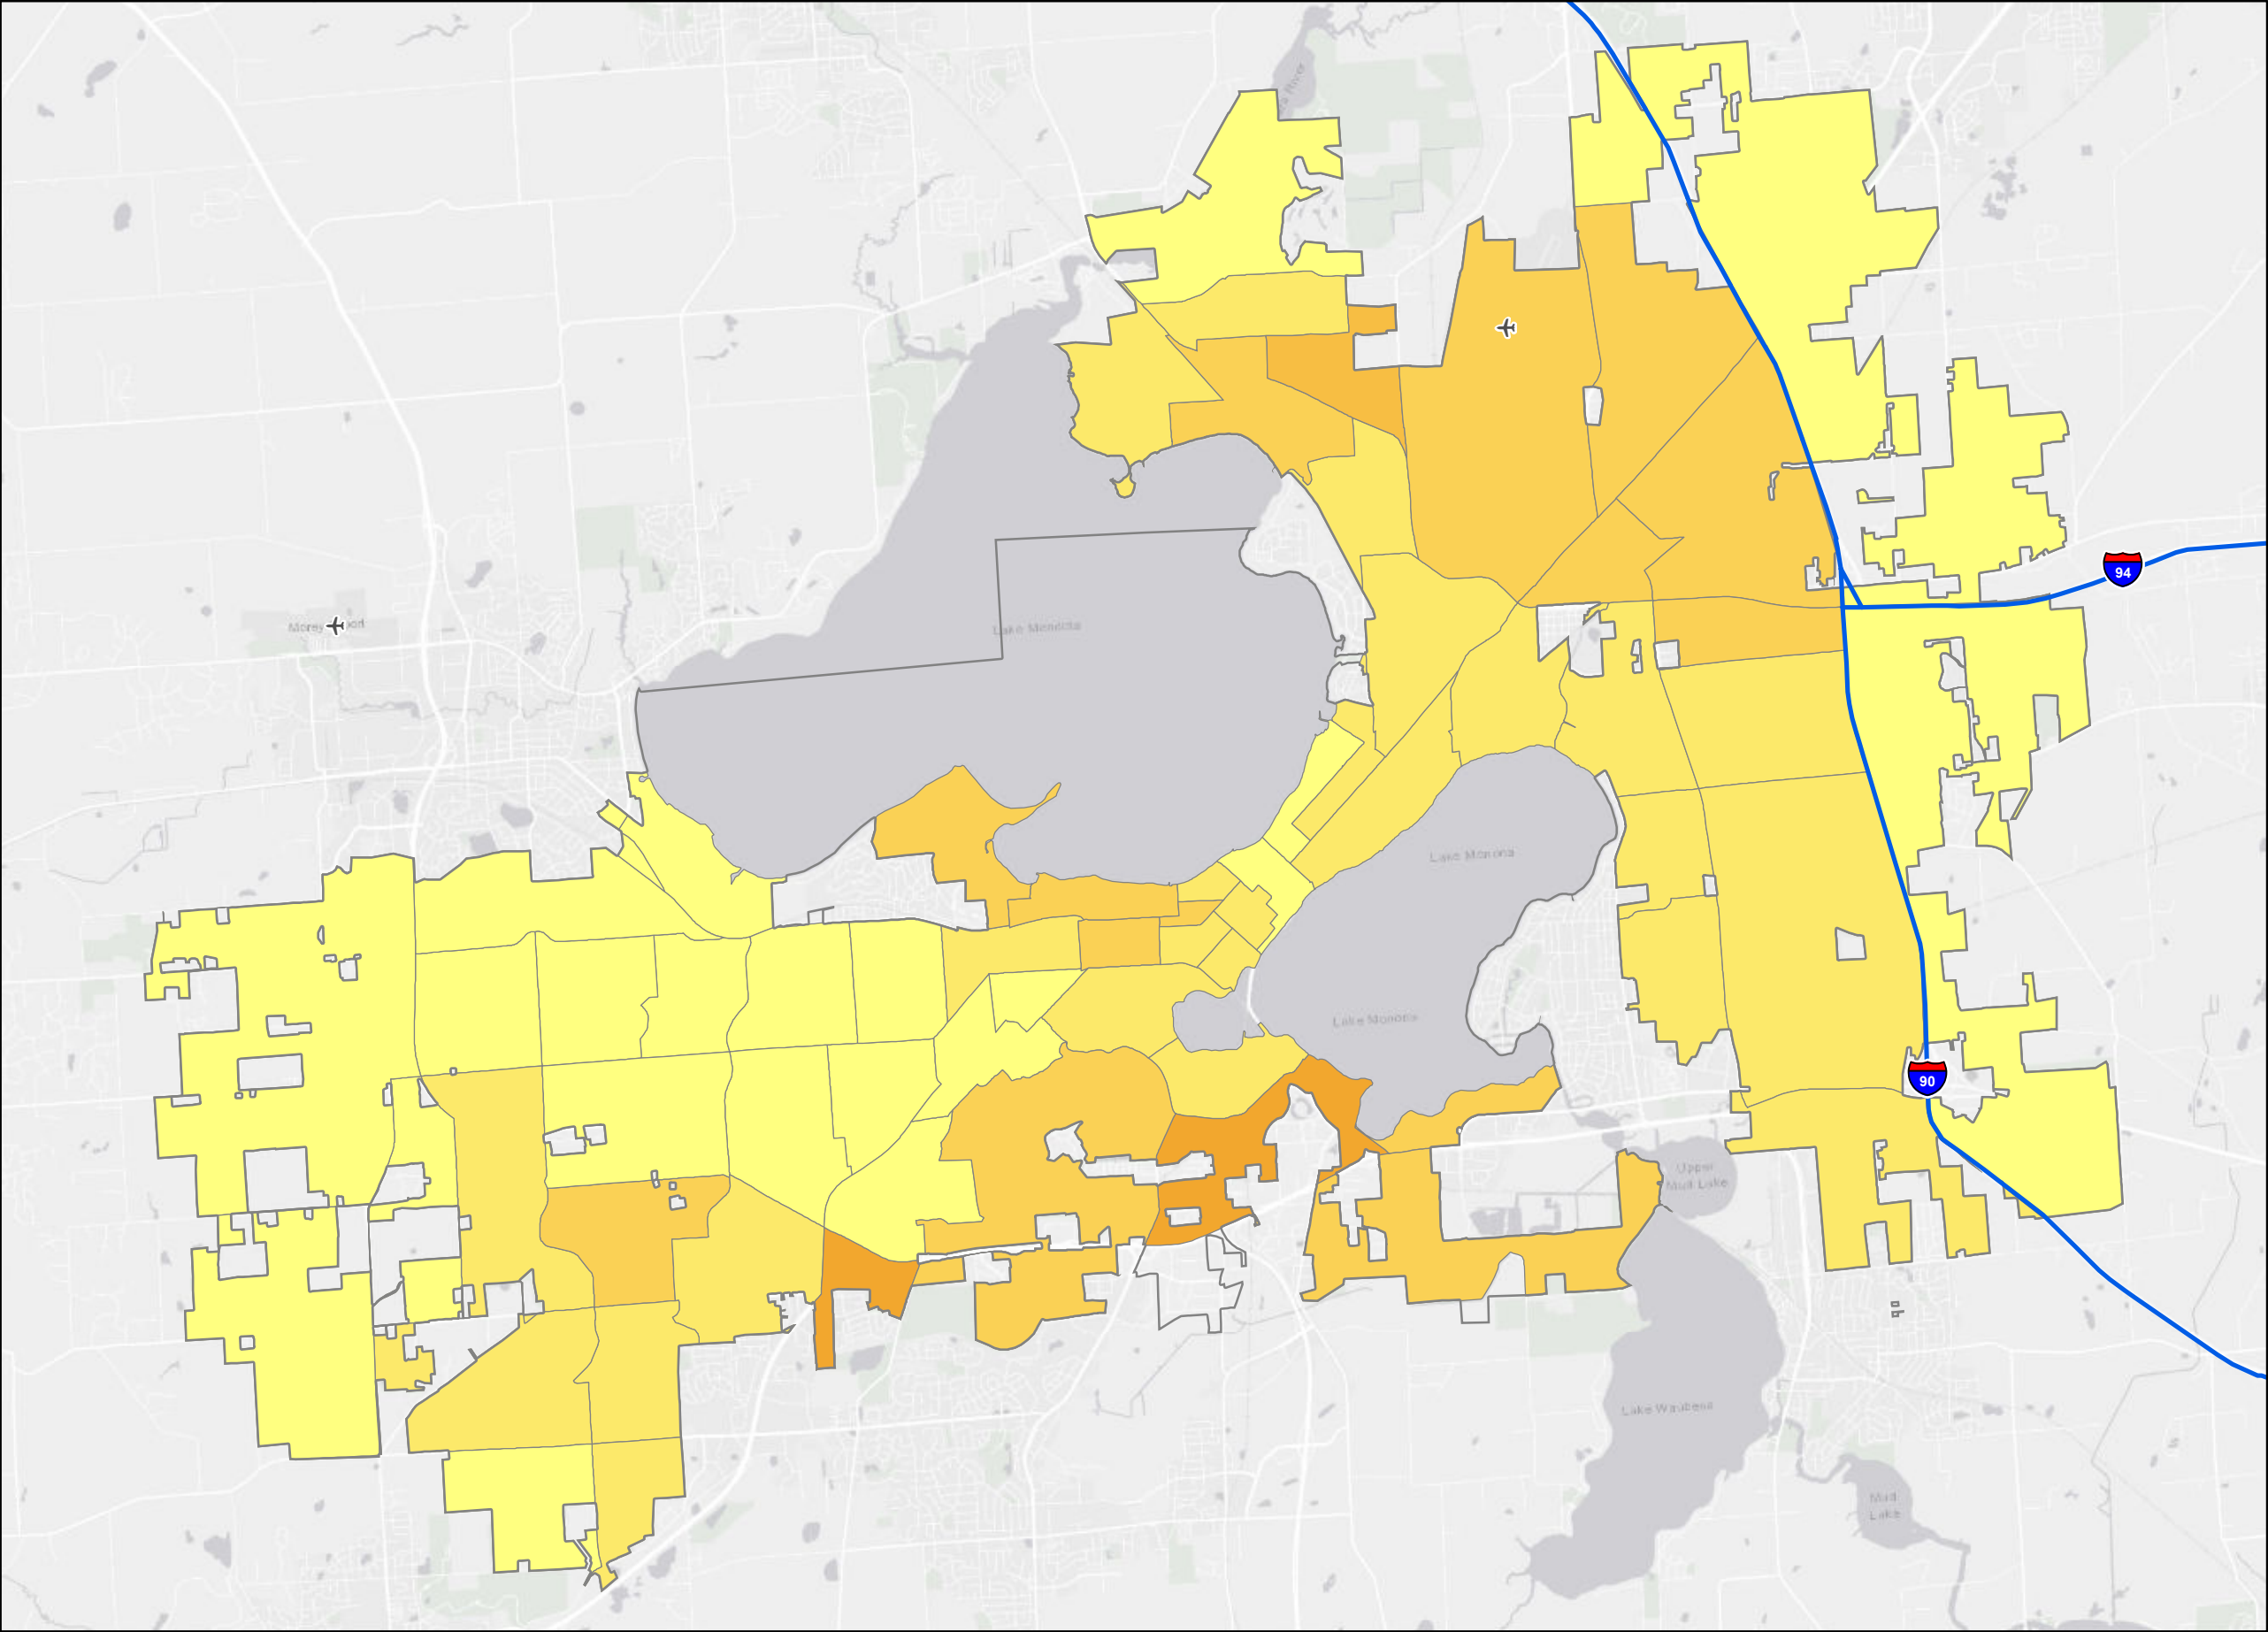 Lake Mendota
94
Lake Monona
Lake Monona
90
Upper
Mud Lake
Lake Waubesa
Mud
Lake